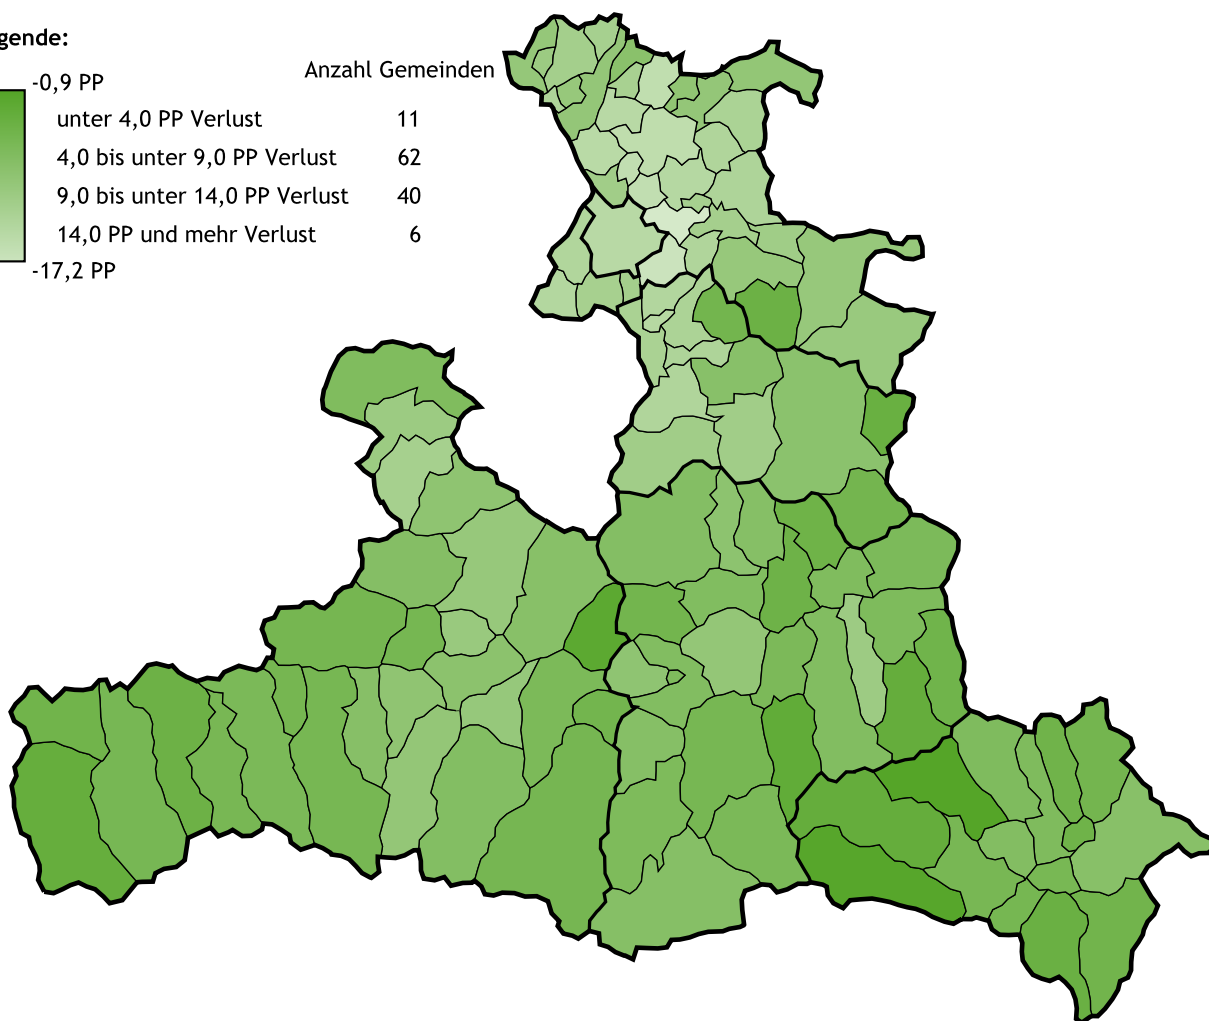 gende:
Anzahl Gemeinden
-0,9 PP
unter 4,0 PP Verlust 11
4,0 bis unter 9,0 PP Verlust 62
9,0 bis unter 14,0 PP Verlust 40
14,0 PP und mehr Verlust 6
-17,2 PP